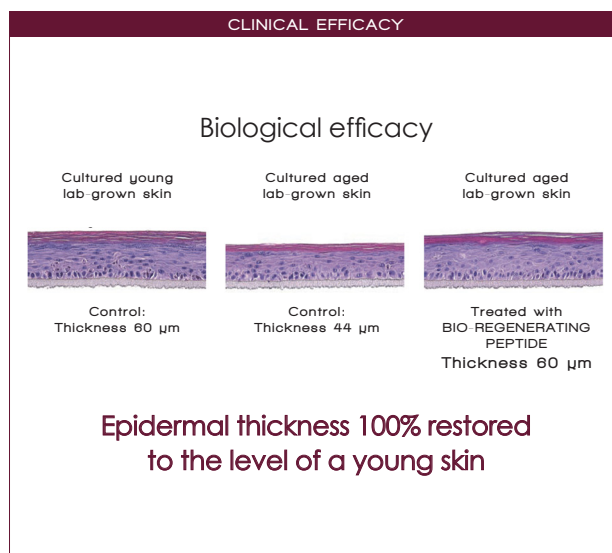 CLINICAL EFFICACY
Biological efficacy
Cultured young
lab-grown skin
Cultured aged
lab-grown skin
Cultured aged
lab-grown skin
Control:
Thickness 60 μm
Control:
Thickness 44 μm
Treated with
BIO-REGENERATING
PEPTIDE
Thickness 60 μm
Epidermal thickness 100% restored
to the level of a young skin